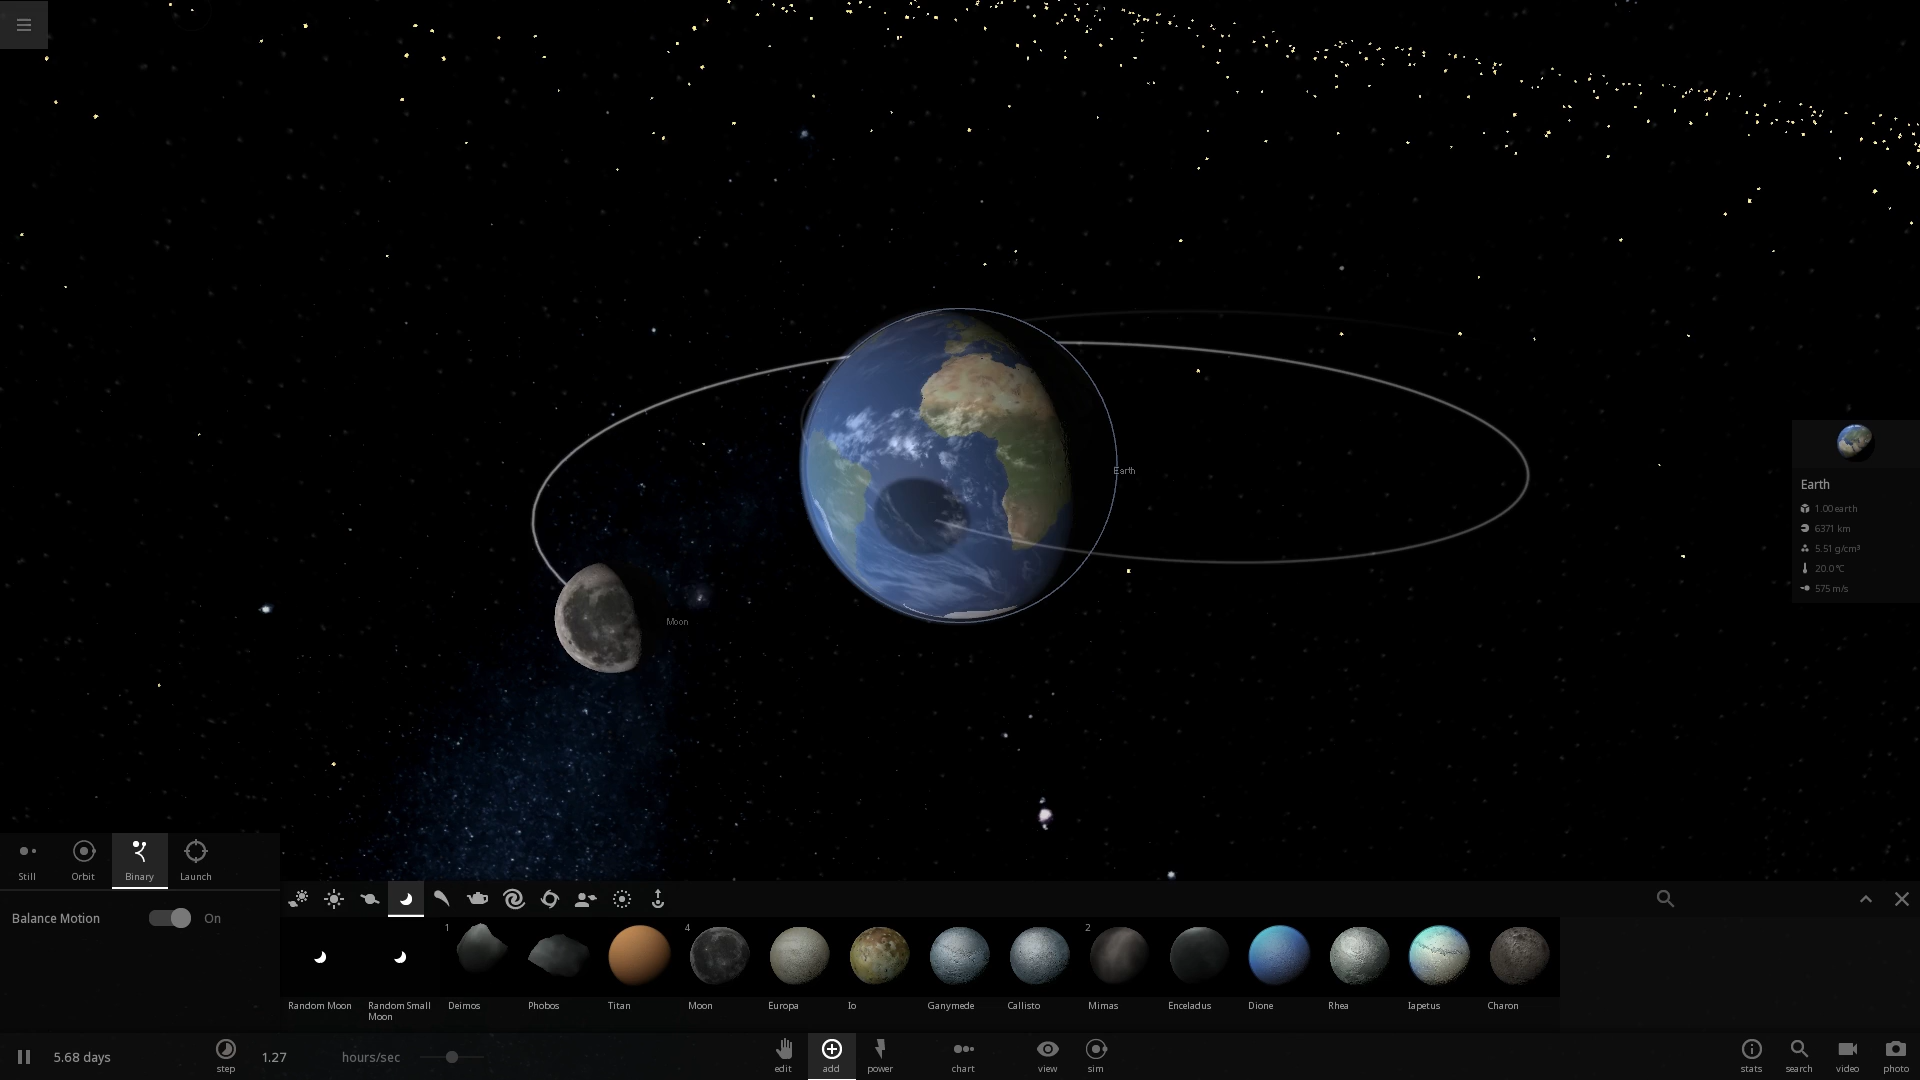 Earth
Moon
Earth
1.00 earth
6371 km
5.51 g/cm³
20.0 °C
575 m/s
Still
Orbit
Binary
Launch
Balance Motion
On
1
4
2
Random Moon
Random Small
Moon
Deimos
Phobos
Titan
Moon
Europa
Io
Ganymede
Callisto
Mimas
Enceladus
Dione
Rhea
Iapetus
Charon
5.68 days
step
1.27
hours/sec
edit
add
power
chart
view
sim
stats
search
video
photo